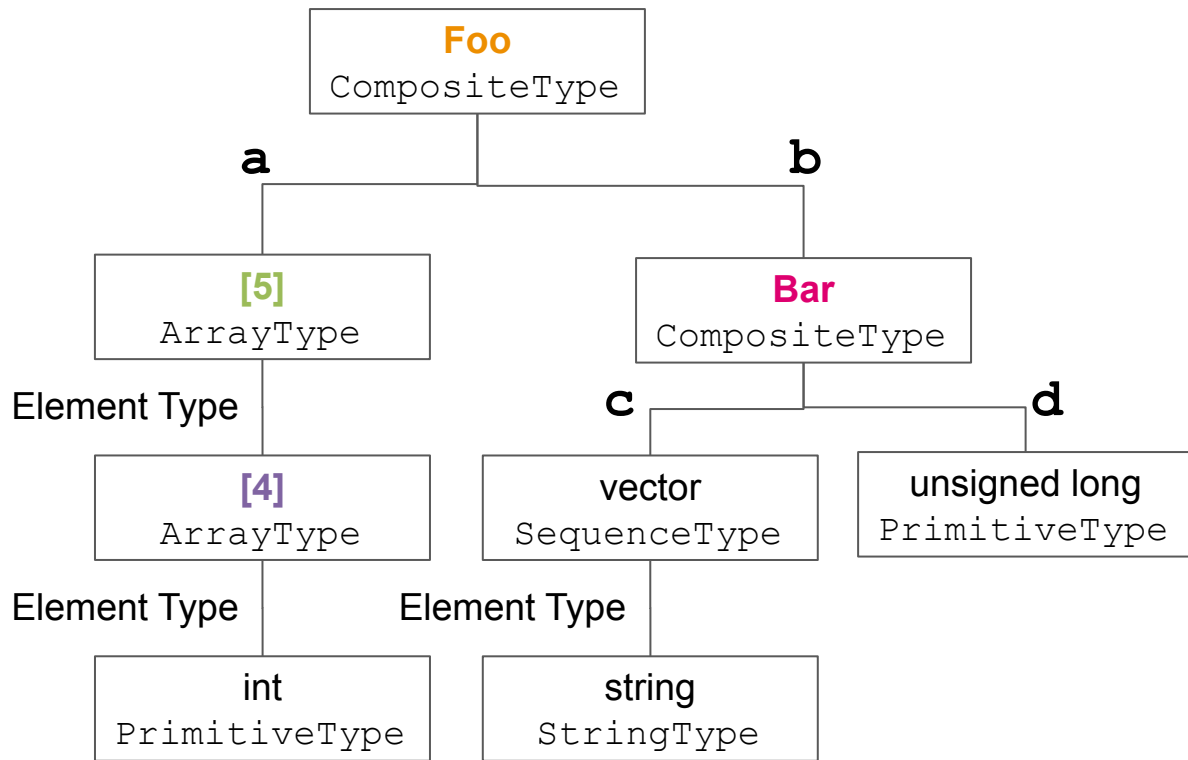 Foo
CompositeType
a
b
[5]
ArrayType
Bar
CompositeType
Element Type
c
d
[4]
ArrayType
vector
SequenceType
unsigned long
PrimitiveType
Element Type
Element Type
int
PrimitiveType
string
StringType